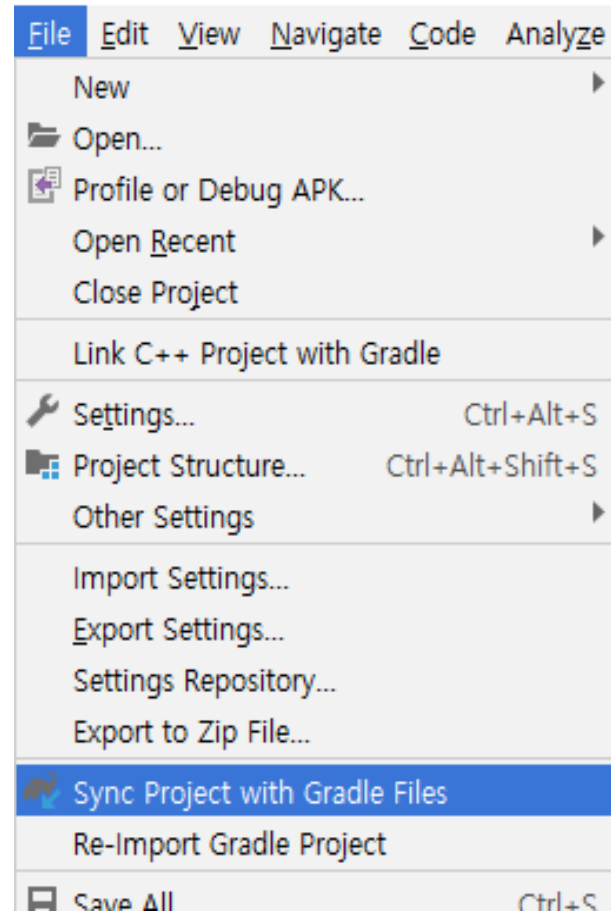 File Edit View Navigate Code Analyze
New
Open...
Profile or Debug APK...
Open Recent
Close Project
Link C++ Project with Gradle
Settings... Ctrl+Alt+S
Project Structure... Ctrl+Alt+Shift+S
Other Settings
Import Settings...
Export Settings...
Settings Repository...
Export to Zip File...
Sync Project with Gradle Files
Re-Import Gradle Project
Save All Ctrl+S